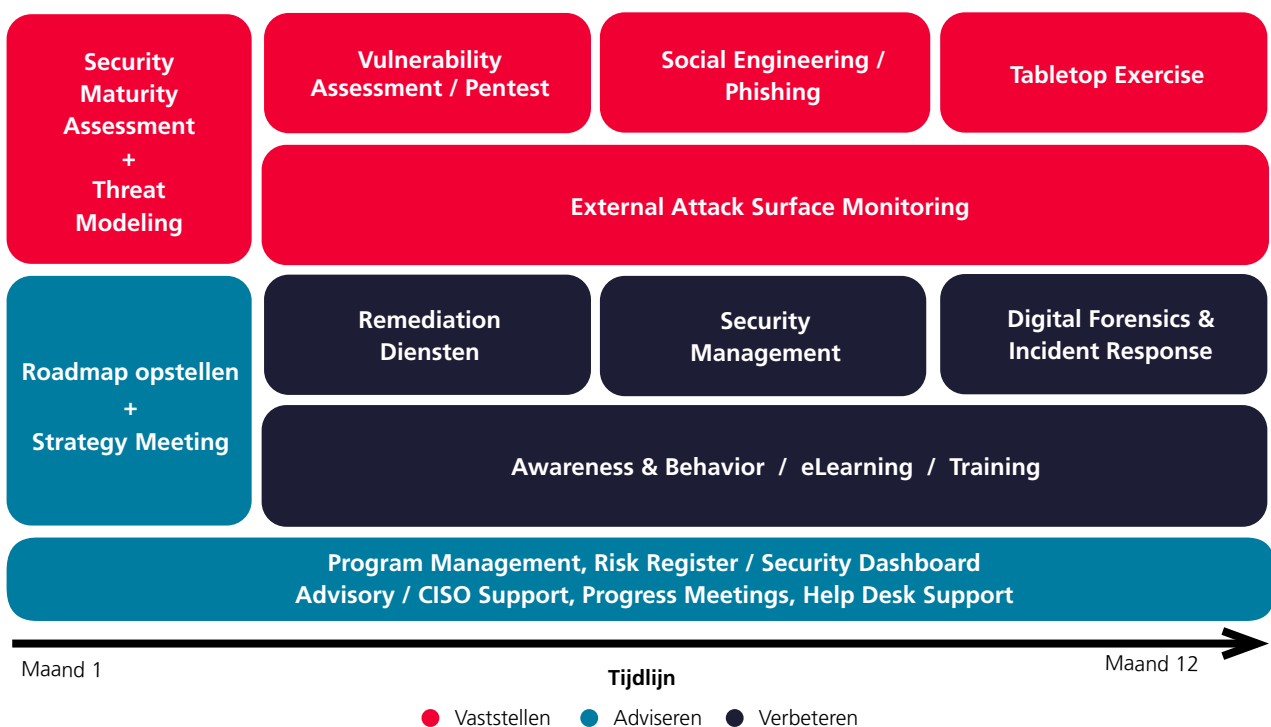 Security
Maturity
Assessment
+
Threat
Modeling
Vulnerability
Assessment / Pentest
Social Engineering /
Phishing
Tabletop Exercise
External Attack Surface Monitoring
Roadmap opstellen
+
Strategy Meeting
Remediation
Diensten
Security
Management
Digital Forensics &
Incident Response
Awareness & Behavior / eLearning / Training
Program Management, Risk Register / Security Dashboard
Advisory / CISO Support, Progress Meetings, Help Desk Support
Maand 1
Tijdlijn
Maand 12
Vaststellen
Adviseren
Verbeteren